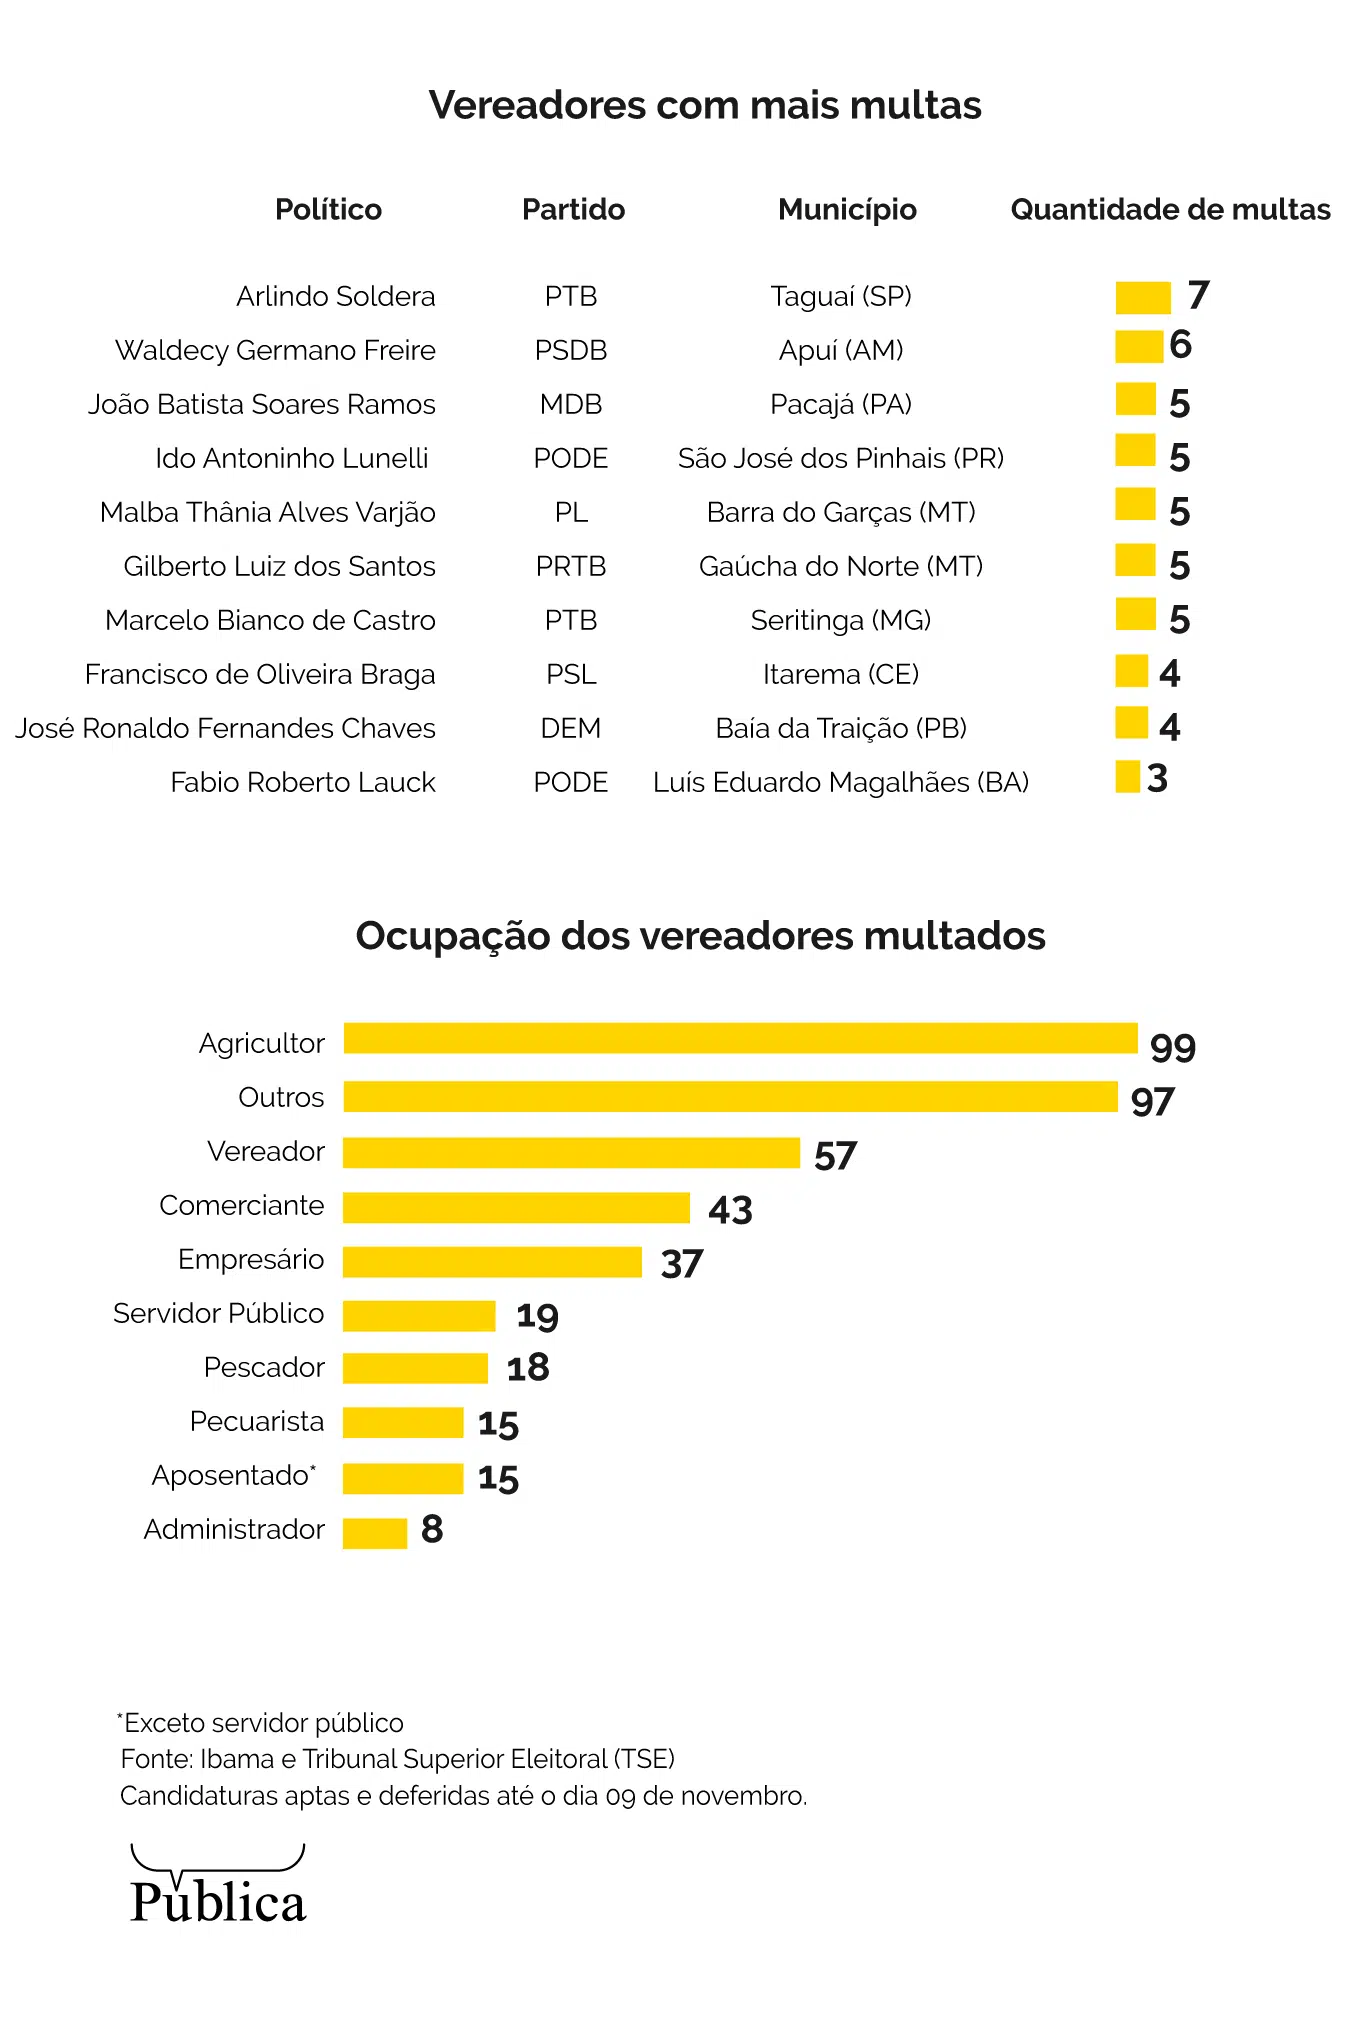 Vereadores com mais multas
Político Partido Município Quantidade de multas
Arlindo Soldera PTB Taguaí (SP) 7
Waldecy Germano Freire PSDB Apuí (AM) 6
João Batista Soares Ramos MDB Pacajá (PA) 5
Ido Antoninho Lunelli PODE São José dos Pinhais (PR) 5
Malba Thânia Alves Varjão PL Barra do Garças (MT) 5
Gilberto Luiz dos Santos PRTB Gaúcha do Norte (MT) 5
Marcelo Bianco de Castro PTB Seritinga (MG) 5
Francisco de Oliveira Braga PSL Itarema (CE) 4
José Ronaldo Fernandes Chaves DEM Baía da Traição (PB) 4
Fabio Roberto Lauck PODE Luís Eduardo Magalhães (BA) 3
Ocupação dos vereadores multados
Agricultor 99
Outros 97
Vereador 57
Comerciante 43
Empresário 37
Servidor Público 19
Pescador 18
Pecuarista 15
Aposentado* 15
Administrador 8
*Exceto servidor público
Fonte: Ibama e Tribunal Superior Eleitoral (TSE)
Candidaturas aptas e deferidas até o dia 09 de novembro.
Pública